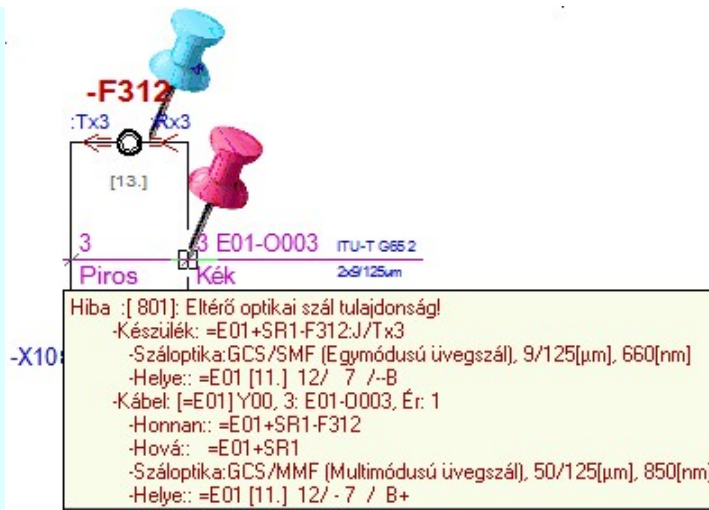 -F312
:Tx3 :Rx3
[13.]
3 3 E01-O003 ITU-T G65.2
Piros Kék 2x9/125um
-X10:
Hiba :[ 801]: Eltérő optikai szál tulajdonság!
-Készülék: =E01+SR1-F312:J/Tx3
-Száloptika:GCS/SMF (Egymódusú üvegszál), 9/125[µm], 660[nm]
-Helye:: =E01 [11.] 12/ 7 /--B
-Kábel: [=E01] Y00, 3: E01-O003, Ér: 1
-Honnan:: =E01+SR1-F312
-Hová:: =E01+SR1
-Száloptika:GCS/MMF (Multimódusú üvegszál), 50/125[µm], 850[nm]
-Helye:: =E01 [11.] 12/ - 7 / B+